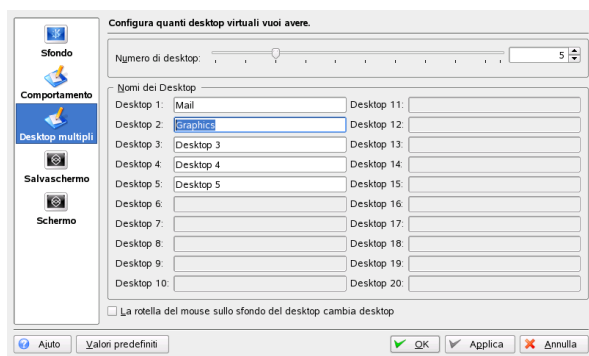 Configura quanti desktop virtuali vuoi avere.
Sfondo
Comportamento
Desktop multipli
Salvaschermo
Schermo
Numero di desktop:
5
Nomi dei Desktop
Desktop 1: Mail
Desktop 11:
Desktop 2: Graphics
Desktop 12:
Desktop 3: Desktop 3
Desktop 13:
Desktop 4: Desktop 4
Desktop 14:
Desktop 5: Desktop 5
Desktop 15:
Desktop 6:
Desktop 16:
Desktop 7:
Desktop 17:
Desktop 8:
Desktop 18:
Desktop 9:
Desktop 19:
Desktop 10:
Desktop 20:
La rotella del mouse sullo sfondo del desktop cambia desktop
Aiuto
Valori predefiniti
OK
Applica
Annulla